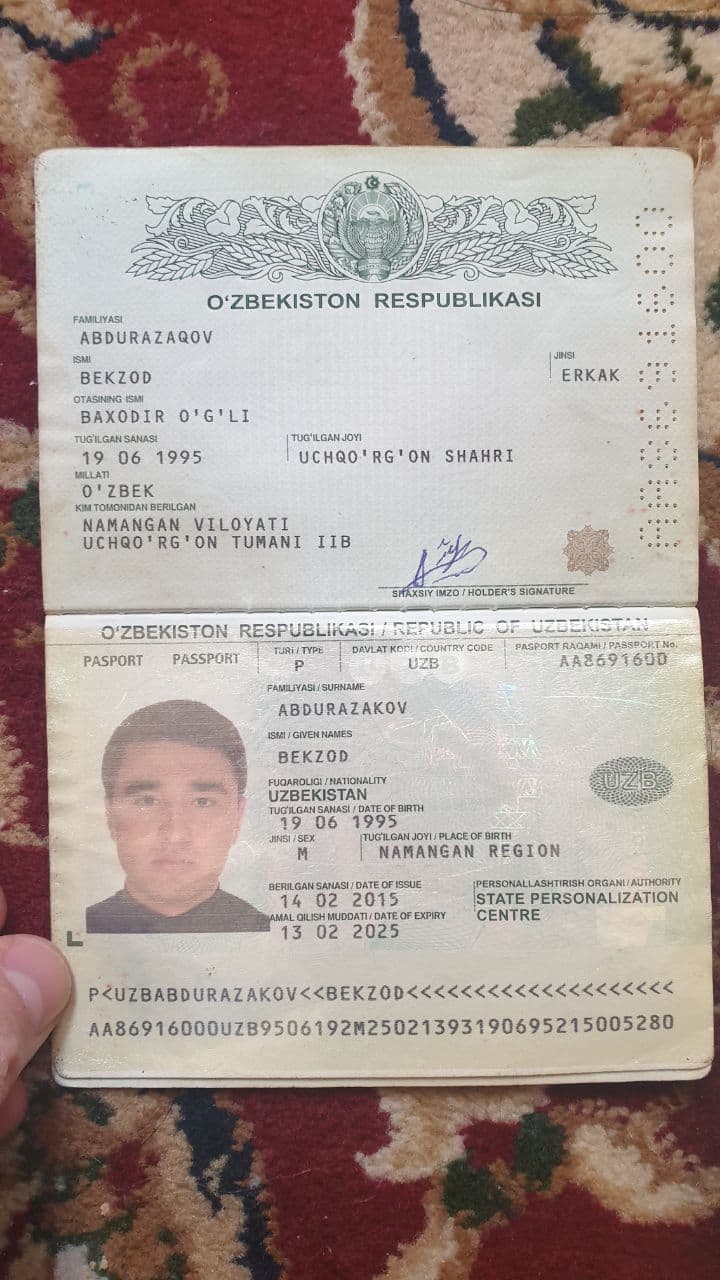 O'ZBEKISTON RESPUBLIKASI
FAMILIYASI
ABDURAZAQOV
ISMI
BEKZOD
JINSI
ERKAK
OTASINING ISMI
BAXODIR O'G'LI
TUG'ILGAN SANASI
19 06 1995
TUG'ILGAN JOYI
UCHQO'RG'ON SHAHRI
MILLATI
O'ZBEK
KIM TOMONIDAN BERILGAN
NAMANGAN VILOYATI
UCHQO'RG'ON TUMANI IIB
SHAXSIY IMZO / HOLDER'S SIGNATURE
O'ZBEKISTON RESPUBLIKASI / REPUBLIC OF UZBEKISTAN
PASPORT PASSPORT
TURI / TYPE
P
DAVLAT KODI / COUNTRY CODE
UZB
PASPORT RAQAMI / PASSPORT No.
AA8691600
FAMILIYASI / SURNAME
ABDURAZAKOV
ISMI / GIVEN NAMES
BEKZOD
FUQAROLIGI / NATIONALITY
UZBEKISTAN
UZB
TUG'ILGAN SANASI / DATE OF BIRTH
19 06 1995
JINSI / SEX
M
TUG'ILGAN JOYI / PLACE OF BIRTH
NAMANGAN REGION
BERILGAN SANASI / DATE OF ISSUE
14 02 2015
PERSONALLASHTIRISH ORGANI / AUTHORITY
STATE PERSONALIZATION
CENTRE
AMAL QILISH MUDDATI / DATE OF EXPIRY
13 02 2025
P<UZBABDURAZAKOV<<BEKZOD<<<<<<<<<<<<<<<<<<<<
AA86916000UZB9506192M25021393190695215005280